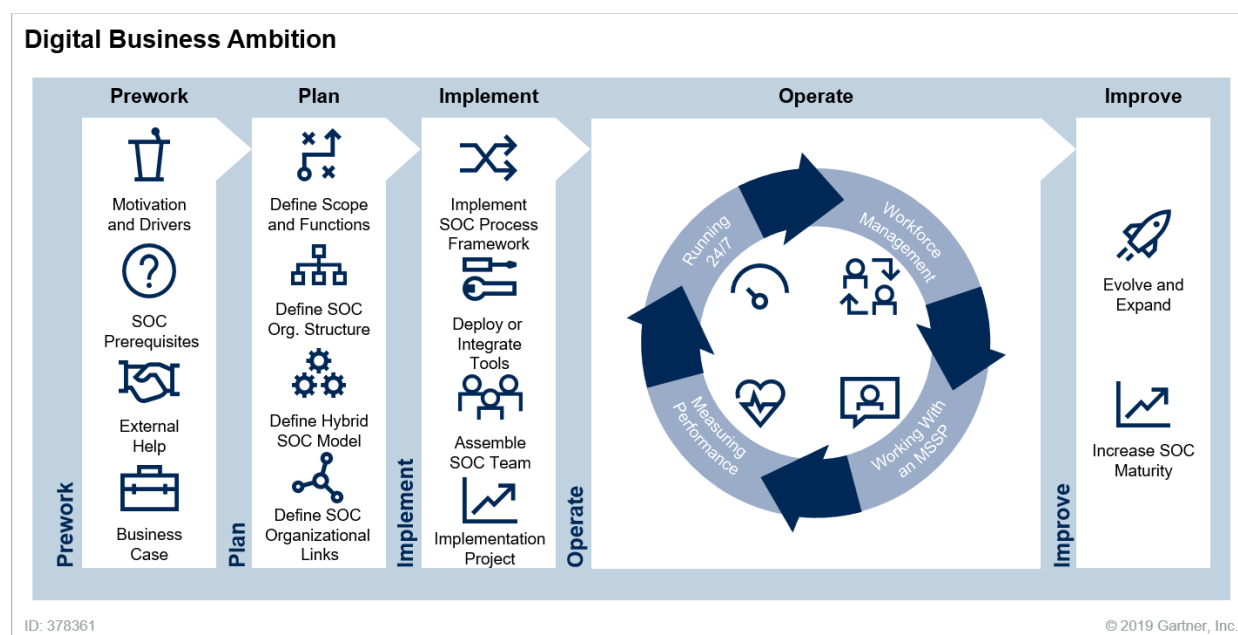 Digital Business Ambition
Prework
Plan
Implement
Operate
Improve
Prework
Motivation
and Drivers
SOC
Prerequisites
External
Help
Business
Case
Plan
Define Scope
and Functions
Define SOC
Org. Structure
Define Hybrid
SOC Model
Define SOC
Organizational
Links
Implement
Implement
SOC Process
Framework
Deploy or
Integrate
Tools
Assemble
SOC Team
Implementation
Project
Operate
Running
24/7
Workforce
Management
Working With
an MSSP
Measuring
Performance
Improve
Evolve and
Expand
Increase SOC
Maturity
ID: 378361
© 2019 Gartner, Inc.